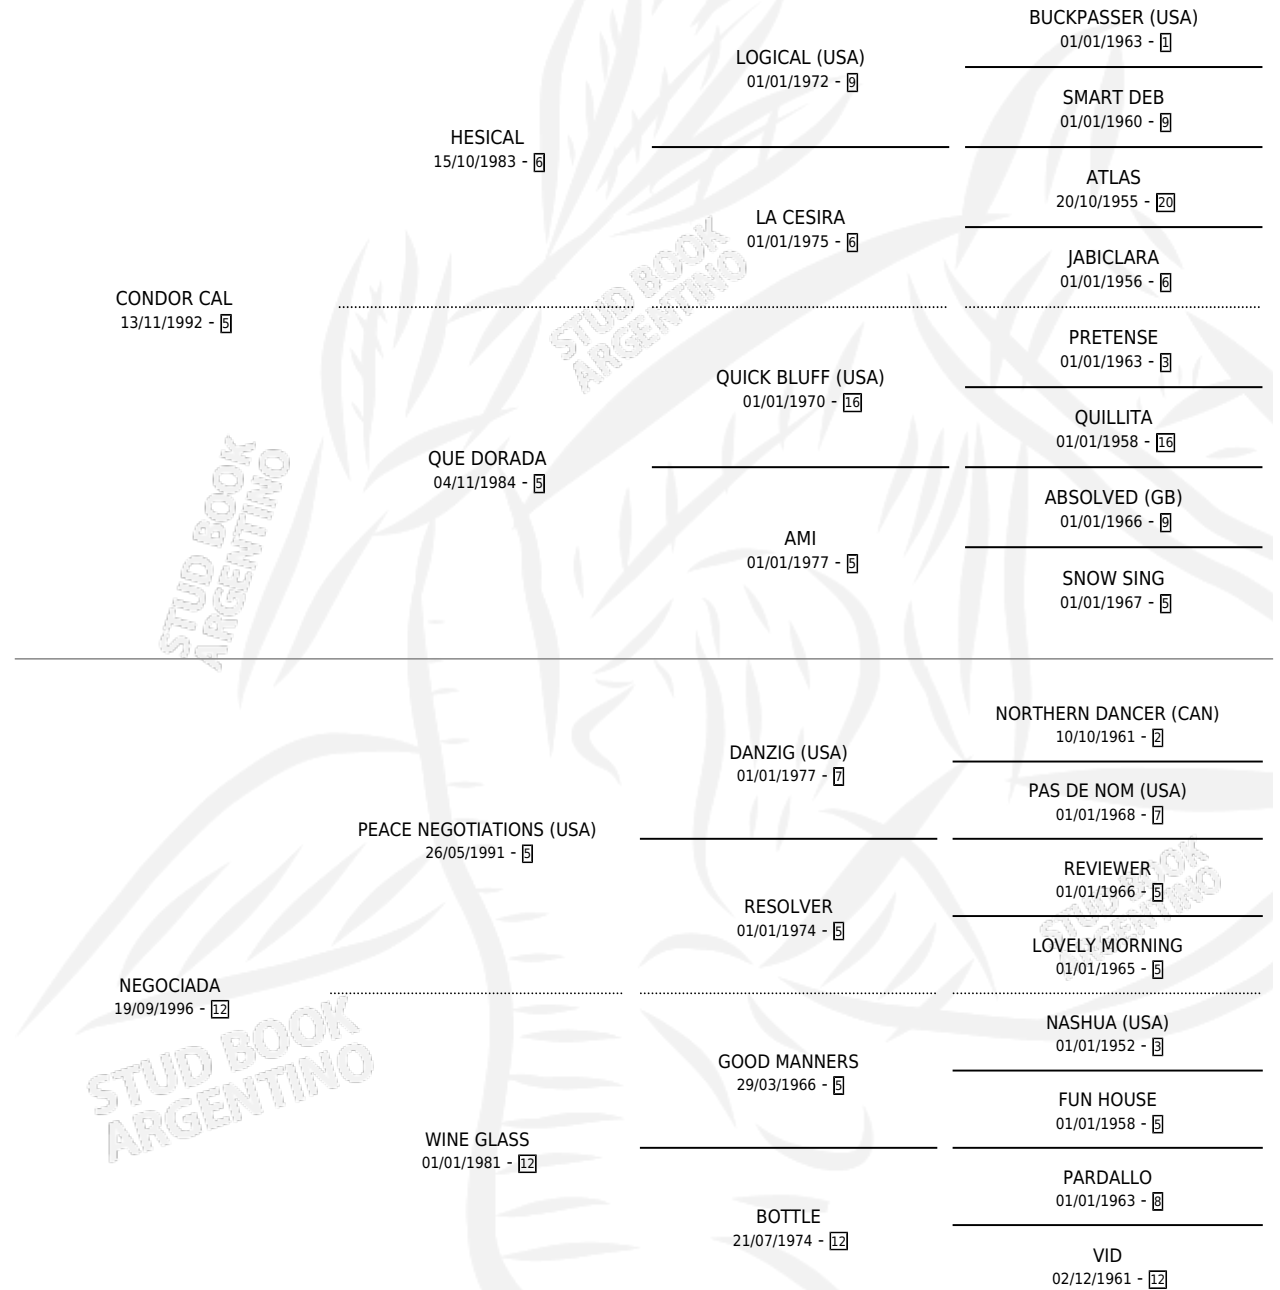 BUCKPASSER (USA)
01/01/1963 - 1
LOGICAL (USA)
01/01/1972 - 9
SMART DEB
01/01/1960 - 9
HESICAL
15/10/1983 - 6
ATLAS
20/10/1955 - 20
LA CESIRA
01/01/1975 - 6
JABICLARA
01/01/1956 - 6
CONDOR CAL
13/11/1992 - 5
PRETENSE
01/01/1963 - 3
QUICK BLUFF (USA)
01/01/1970 - 16
QUILLITA
01/01/1958 - 16
QUE DORADA
04/11/1984 - 5
ABSOLVED (GB)
01/01/1966 - 9
AMI
01/01/1977 - 5
SNOW SING
01/01/1967 - 5
NORTHERN DANCER (CAN)
10/10/1961 - 2
DANZIG (USA)
01/01/1977 - 7
PAS DE NOM (USA)
01/01/1968 - 7
PEACE NEGOTIATIONS (USA)
26/05/1991 - 5
REVIEWER
01/01/1966 - 5
RESOLVER
01/01/1974 - 5
LOVELY MORNING
01/01/1965 - 5
NEGOCIADA
19/09/1996 - 12
NASHUA (USA)
01/01/1952 - 3
GOOD MANNERS
29/03/1966 - 5
FUN HOUSE
01/01/1958 - 5
WINE GLASS
01/01/1981 - 12
PARDALLO
01/01/1963 - 8
BOTTLE
21/07/1974 - 12
VID
02/12/1961 - 12
STUD BOOK
ARGENTINO
STUD BOOK
ARGENTINO
STUD BOOK
ARGENTINO
STUD BOOK
ARGENTINO